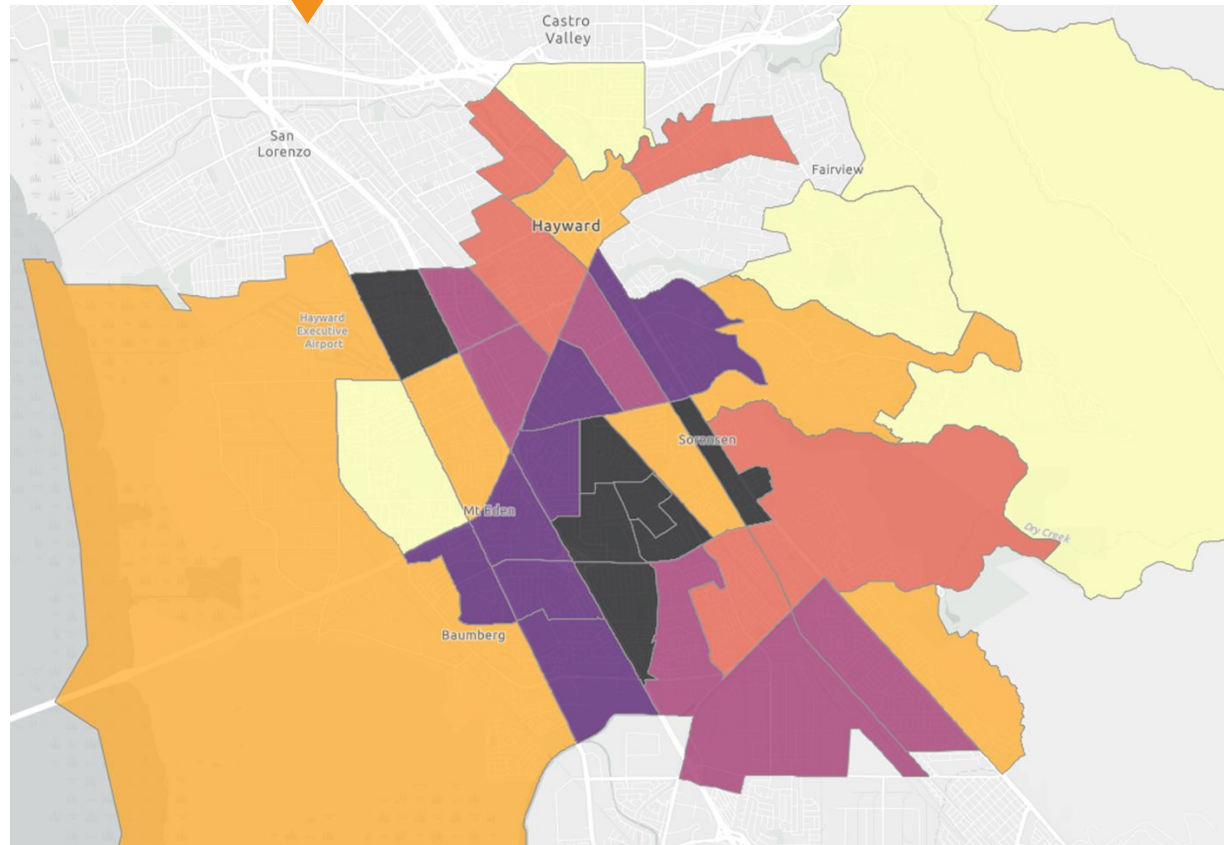 Castro
Valley
San
Lorenzo
Fairview
Hayward
Hayward
Executive
Airport
Sorensen
Mt Eden
Dry Creek
Baumberg